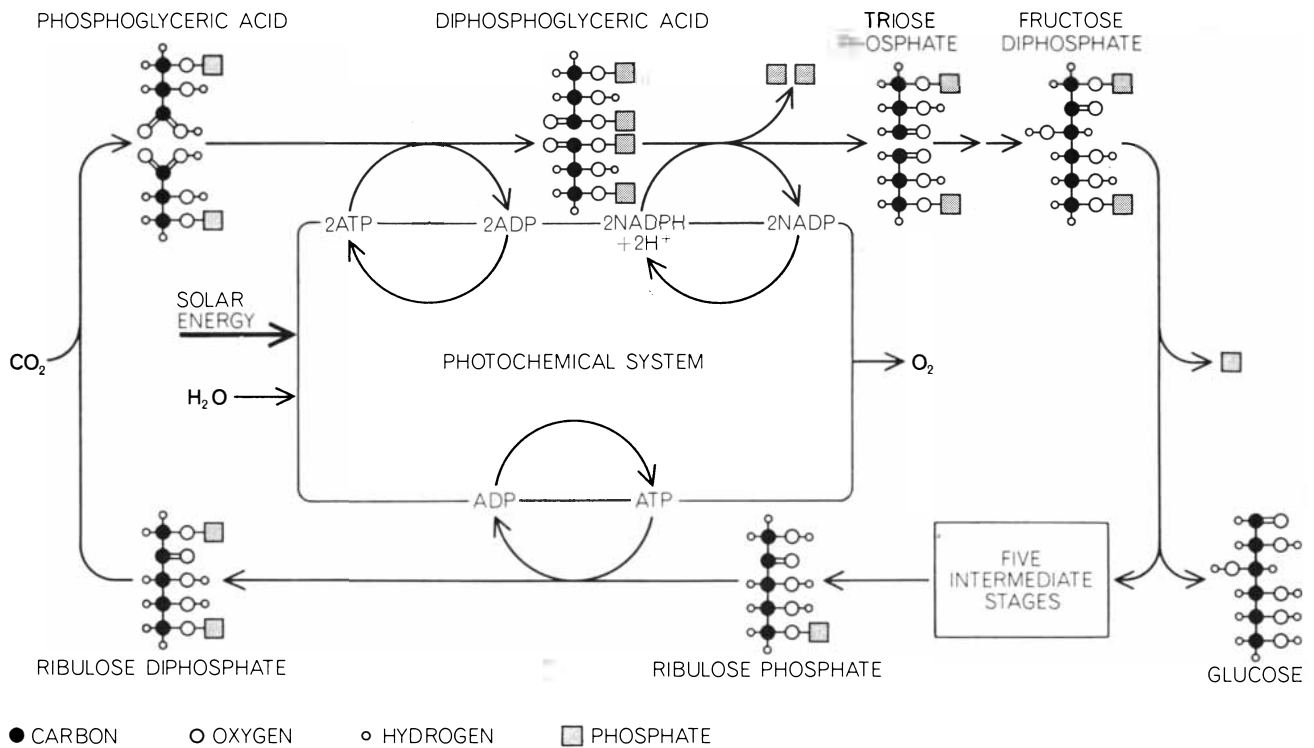 PHOSPHOGLYCERIC ACID
DIPHOSPHOGLYCERIC ACID
TRIOSE
OSPHATE
FRUCTOSE
DIPHOSPHATE
2ATP
2ADP
2NADPH
+2H⁺
2NADP
SOLAR
ENERGY
CO₂
PHOTOCHEMICAL SYSTEM
O₂
H₂O
ADP
ATP
FIVE
INTERMEDIATE
STAGES
RIBULOSE DIPHOSPHATE
RIBULOSE PHOSPHATE
GLUCOSE
CARBON
OXYGEN
HYDROGEN
PHOSPHATE